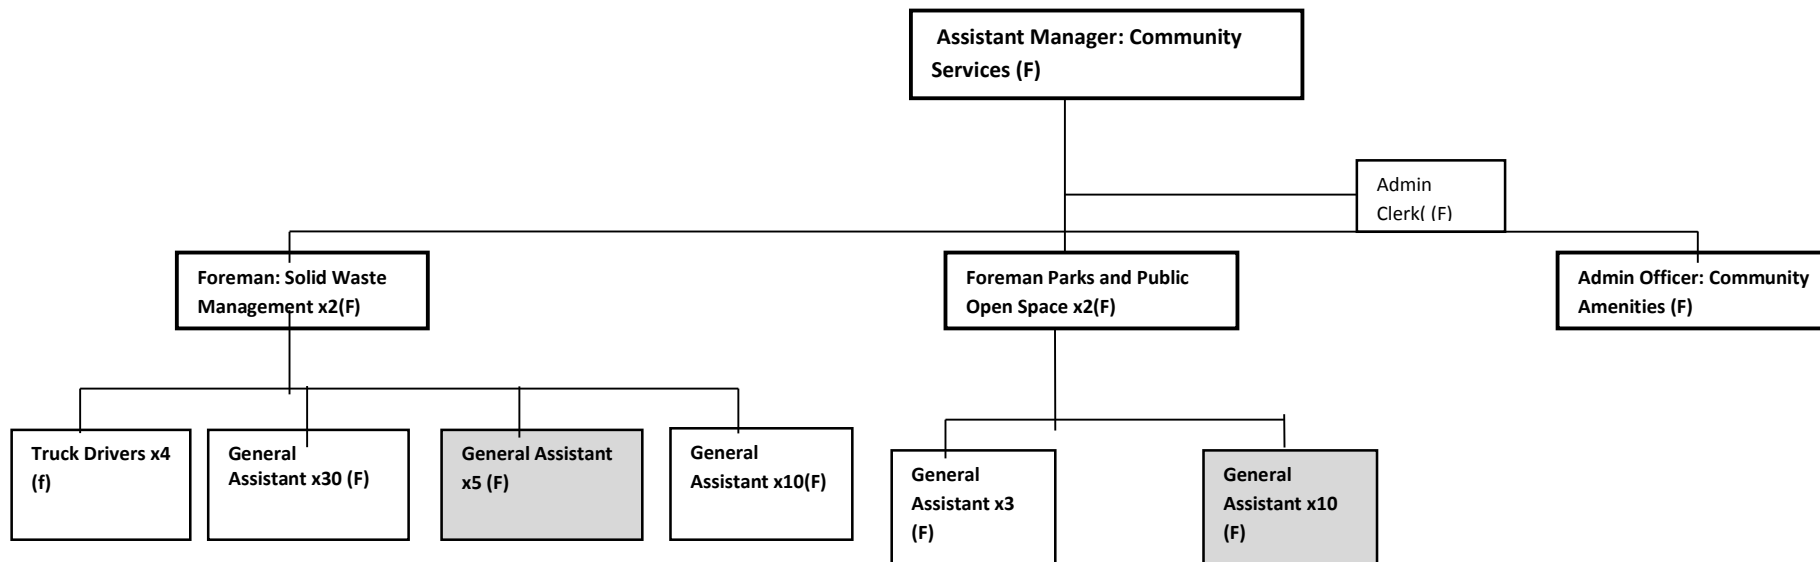 Assistant Manager: Community
Services (F)
Admin
Clerk( (F)
Foreman: Solid Waste
Management x2(F)
Foreman Parks and Public
Open Space x2(F)
Admin Officer: Community
Amenities (F)
Truck Drivers x4
(f)
General
Assistant x30 (F)
General Assistant
x5 (F)
General
Assistant x10(F)
General
Assistant x3
(F)
General
Assistant x10
(F)